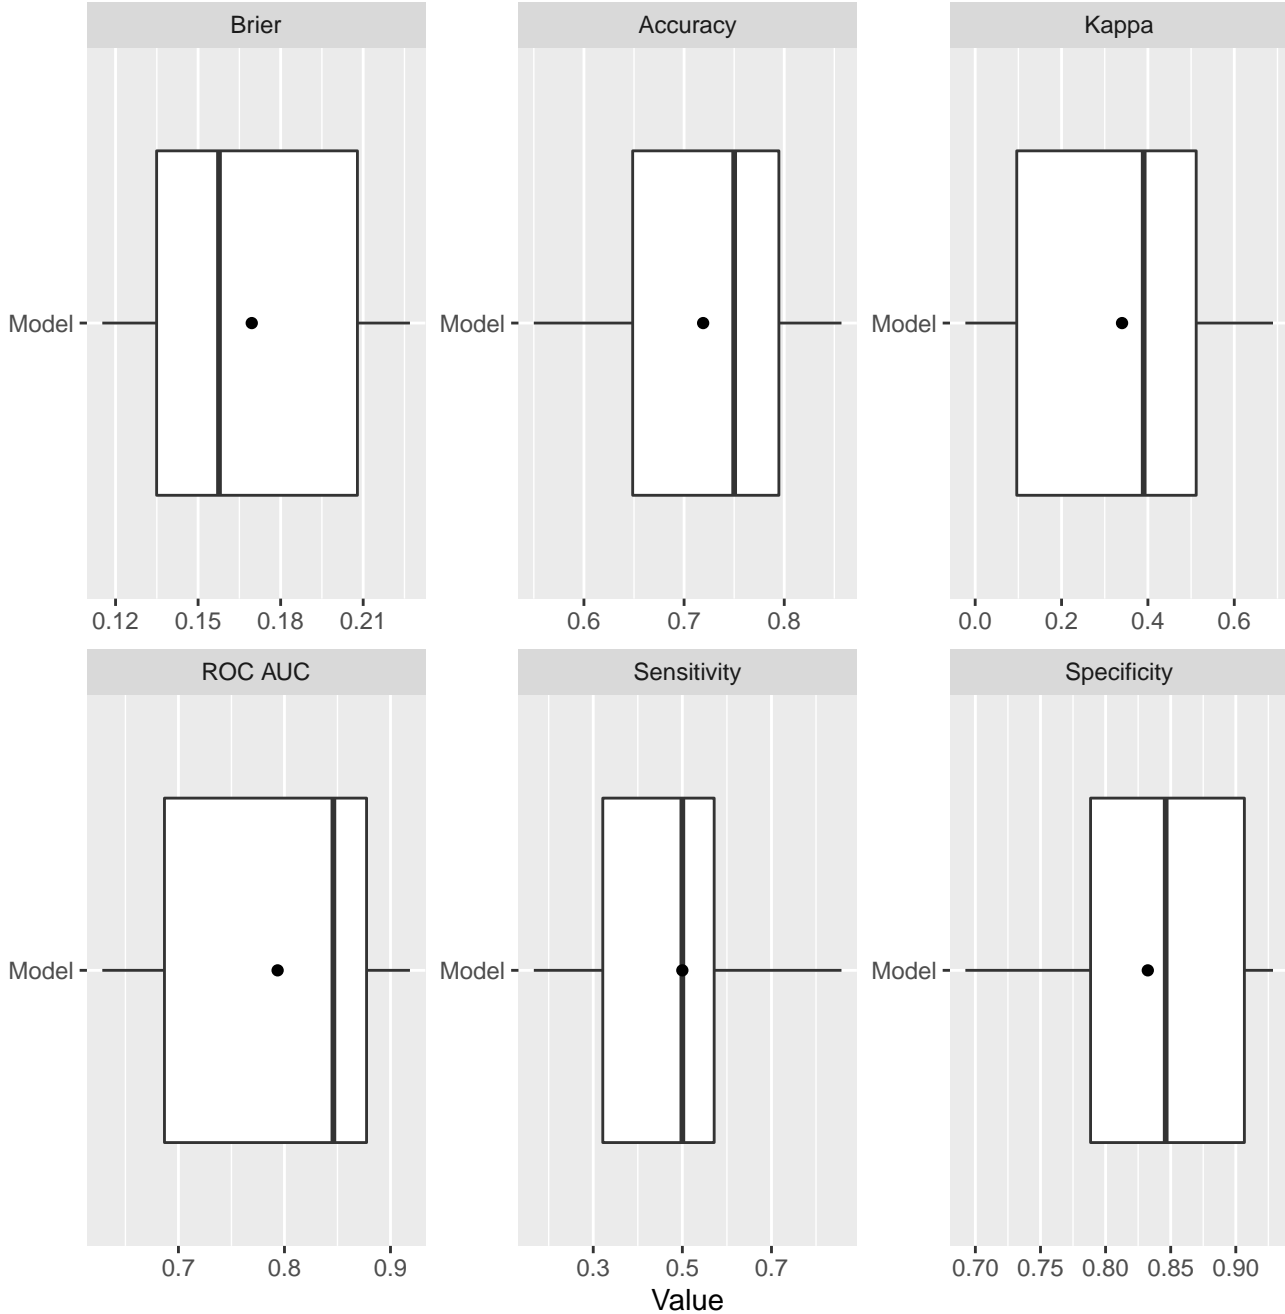 Brier Accuracy Kappa
Model Model Model
0.12 0.15 0.18 0.21 0.6 0.7 0.8 0.0 0.2 0.4 0.6
ROC AUC Sensitivity Specificity
Model Model Model
0.7 0.8 0.9 0.3 0.5 0.7 0.70 0.75 0.80 0.85 0.90
Value